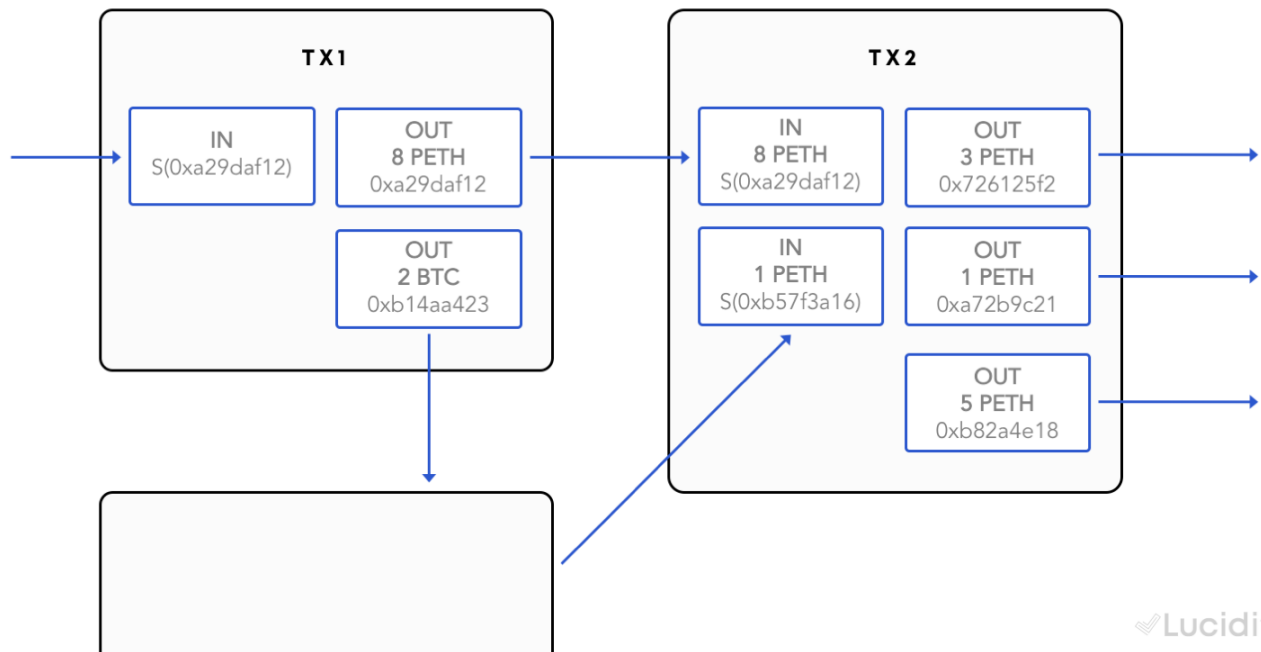 TX1
IN
S(0xa29daf12)
OUT
8 PETH
0xa29daf12
OUT
2 BTC
0xb14aa423
TX2
IN
8 PETH
S(0xa29daf12)
OUT
3 PETH
0x726125f2
IN
1 PETH
S(0xb57f3a16)
OUT
1 PETH
0xa72b9c21
OUT
5 PETH
0xb82a4e18
Lucidi